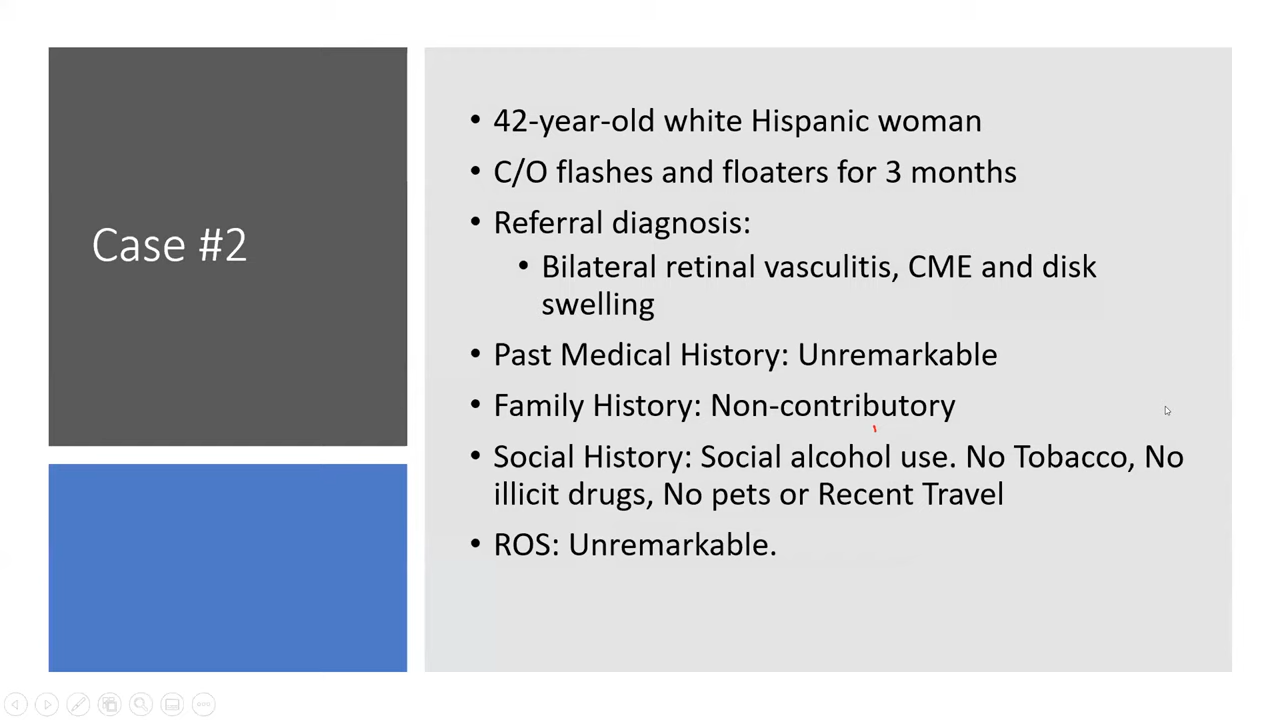 Case #2
• 42-year-old white Hispanic woman
• C/O flashes and floaters for 3 months
• Referral diagnosis:
• Bilateral retinal vasculitis, CME and disk
swelling
• Past Medical History: Unremarkable
• Family History: Non-contributory
• Social History: Social alcohol use. No Tobacco, No
illicit drugs, No pets or Recent Travel
• ROS: Unremarkable.